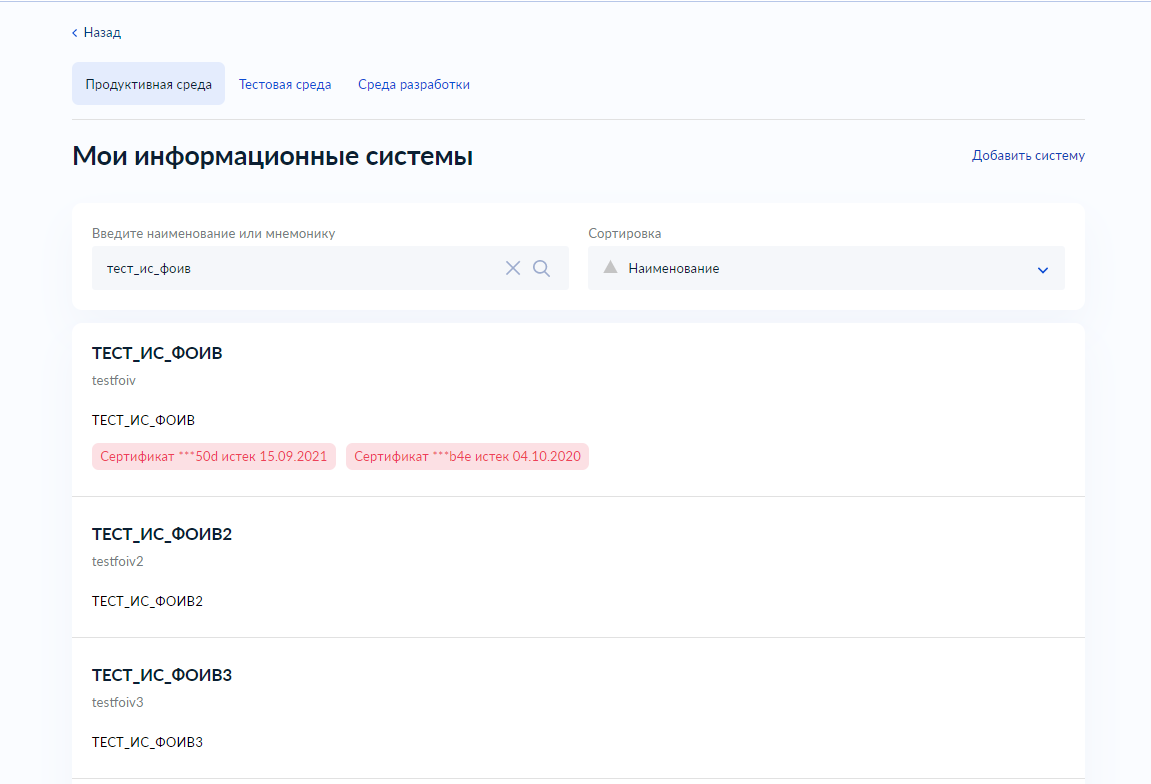 Назад
Продуктивная среда Тестовая среда Среда разработки
Мои информационные системы Добавить систему
Введите наименование или мнемонику Сортировка
тест_ис_фоив Наименование
ТЕСТ_ИС_ФОИВ
testfoiv
ТЕСТ_ИС_ФОИВ
Сертификат ***50d истек 15.09.2021 Сертификат ***b4e истек 04.10.2020
ТЕСТ_ИС_ФОИВ2
testfoiv2
ТЕСТ_ИС_ФОИВ2
ТЕСТ_ИС_ФОИВ3
testfoiv3
ТЕСТ_ИС_ФОИВ3